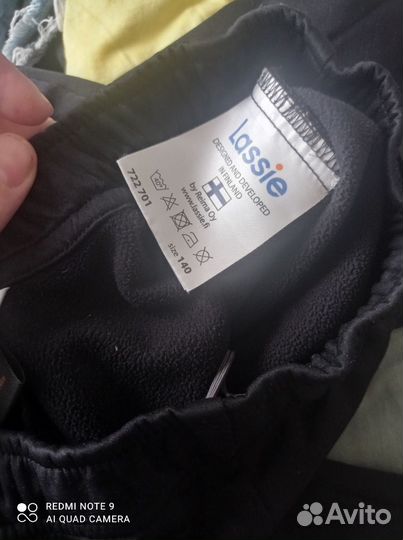 Lassie
DESIGNED AND DEVELOPED
IN FINLAND
by Reima Oy
www.lassie.fi
size 140
722 701
40°
REDMI NOTE 9
AI QUAD CAMERA
Avito